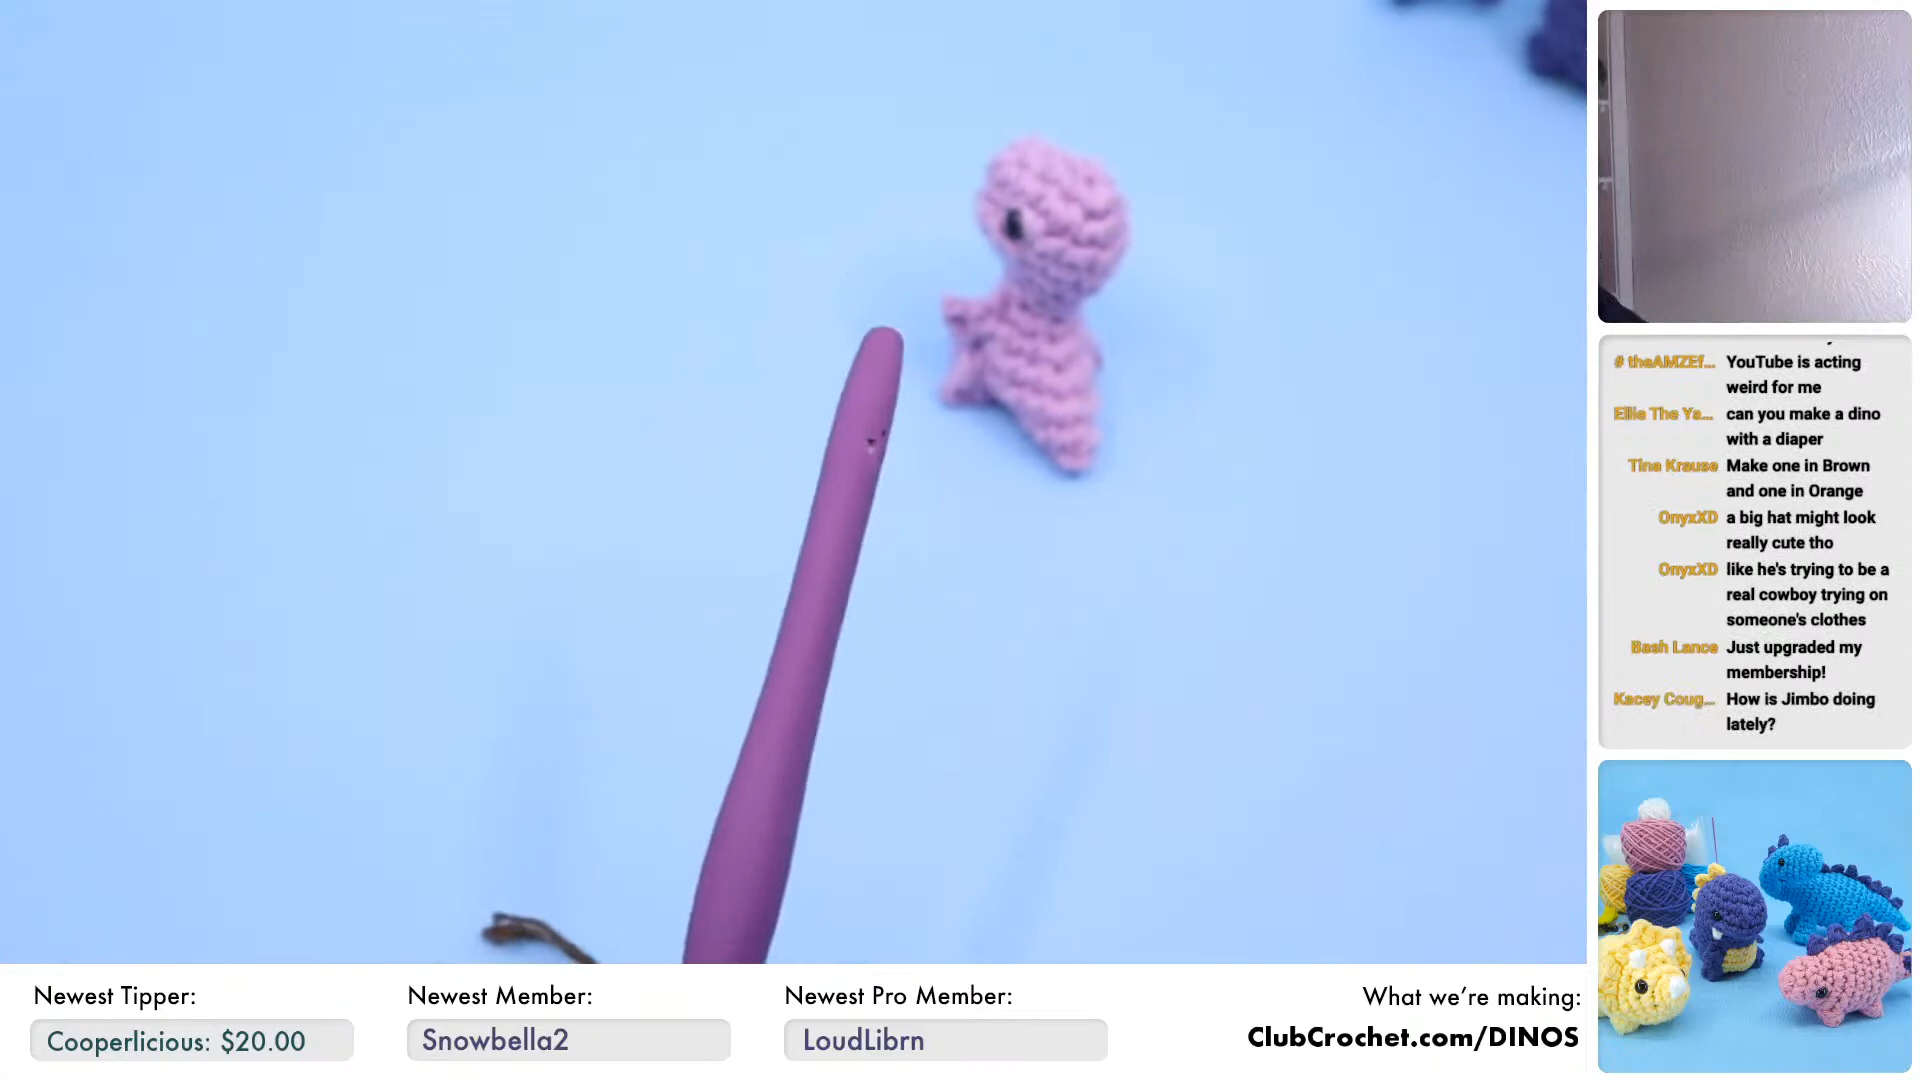 # theAMZEf... YouTube is acting
weird for me
Ellie The Ya... can you make a dino
with a diaper
Tina Krause Make one in Brown
and one in Orange
OnyxXD a big hat might look
really cute tho
OnyxXD like he's trying to be a
real cowboy trying on
someone's clothes
Bash Lance Just upgraded my
membership!
Kacey Coug... How is Jimbo doing
lately?
Newest Tipper:
Cooperlicious: $20.00
Newest Member:
Snowbella2
Newest Pro Member:
LoudLibrn
What we're making:
ClubCrochet.com/DINOS